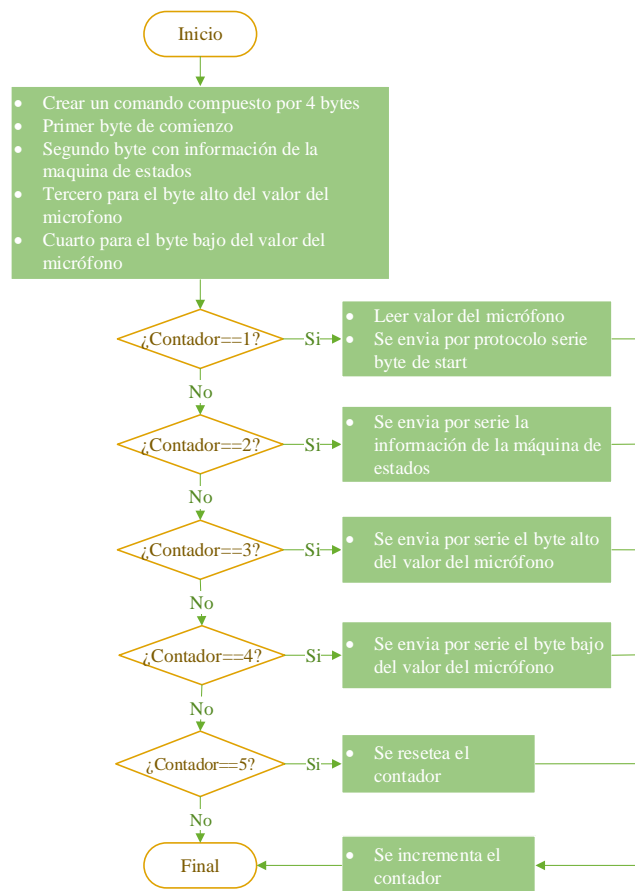 Inicio
• Crear un comando compuesto por 4 bytes
• Primer byte de comienzo
• Segundo byte con información de la
maquina de estados
• Tercero para el byte alto del valor del
microfono
• Cuarto para el byte bajo del valor del
micrófono
¿Contador==1?
Si
• Leer valor del micrófono
• Se envia por protocolo serie
byte de start
No
¿Contador==2?
Si
• Se envia por serie la
información de la máquina de
estados
No
¿Contador==3?
Si
• Se envia por serie el byte alto
del valor del micrófono
No
¿Contador==4?
Si
• Se envia por serie el byte bajo
del valor del micrófono
No
¿Contador==5?
Si
• Se resetea el
contador
No
Final
• Se incrementa el
contador